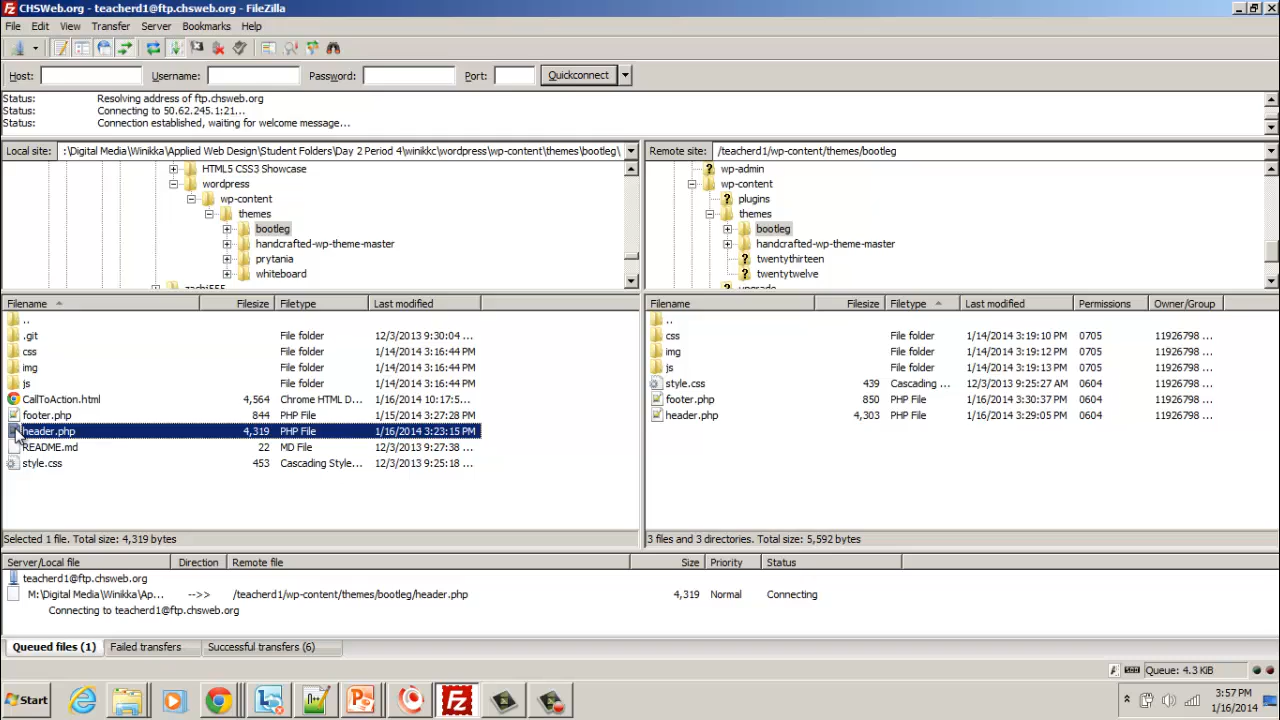 CHSWeb.org - teacherd1@ftp.chsweb.org - FileZilla
File Edit View Transfer Server Bookmarks Help
Host: Username: Password: Port: Quickconnect
Status: Resolving address of ftp.chsweb.org
Status: Connecting to 50.62.245.1:21...
Status: Connection established, waiting for welcome message...
Local site: :\Digital Media\Winikka\Applied Web Design\Student Folders\Day 2 Period 4\winikkc\wordpress\wp-content\themes\bootleg\
HTML5 CSS3 Showcase
wordpress
wp-content
themes
bootleg
handcrafted-wp-theme-master
prytania
whiteboard
zachi555
Remote site: /teacherd1/wp-content/themes/bootleg
wp-admin
wp-content
plugins
themes
bootleg
handcrafted-wp-theme-master
twentythirteen
twentytwelve
upgrade
Filename Filesize Filetype Last modified
..
.git File folder 12/3/2013 9:30:04 ...
css File folder 1/14/2014 3:16:44 PM
img File folder 1/14/2014 3:16:44 PM
js File folder 1/14/2014 3:16:44 PM
CallToAction.html 4,564 Chrome HTML D... 1/16/2014 10:17:5...
footer.php 844 PHP File 1/15/2014 3:27:28 PM
header.php 4,319 PHP File 1/16/2014 3:23:15 PM
README.md 22 MD File 12/3/2013 9:27:38 ...
style.css 453 Cascading Style... 12/3/2013 9:25:18 ...
Selected 1 file. Total size: 4,319 bytes
Filename Filesize Filetype Last modified Permissions Owner/Group
..
css File folder 1/14/2014 3:19:10 PM 0705 11926798 ...
img File folder 1/14/2014 3:19:12 PM 0705 11926798 ...
js File folder 1/14/2014 3:19:13 PM 0705 11926798 ...
style.css 439 Cascading ... 12/3/2013 9:25:27 AM 0604 11926798 ...
footer.php 850 PHP File 1/16/2014 3:30:37 PM 0604 11926798 ...
header.php 4,303 PHP File 1/16/2014 3:29:05 PM 0604 11926798 ...
3 files and 3 directories. Total size: 5,592 bytes
Server/Local file Direction Remote file Size Priority Status
teacherd1@ftp.chsweb.org
M:\Digital Media\Winikka\Ap... -->> /teacherd1/wp-content/themes/bootleg/header.php 4,319 Normal Connecting
Connecting to teacherd1@ftp.chsweb.org
Queued files (1) Failed transfers Successful transfers (6)
Queue: 4.3 KiB
Start
3:57 PM
1/16/2014